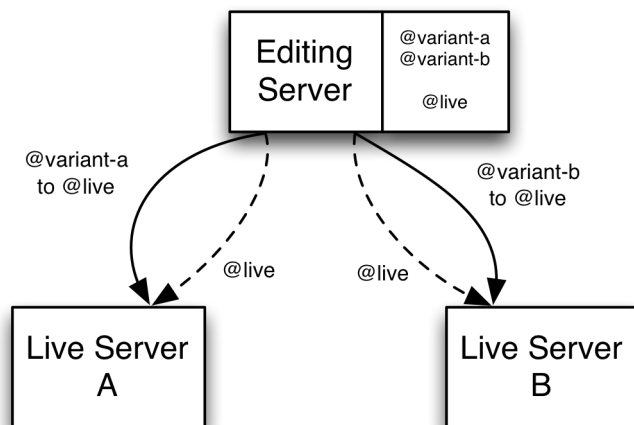 Editing
Server
@variant-a
@variant-b
@live
@variant-a
to @live
@variant-b
to @live
@live
@live
Live Server
A
Live Server
B